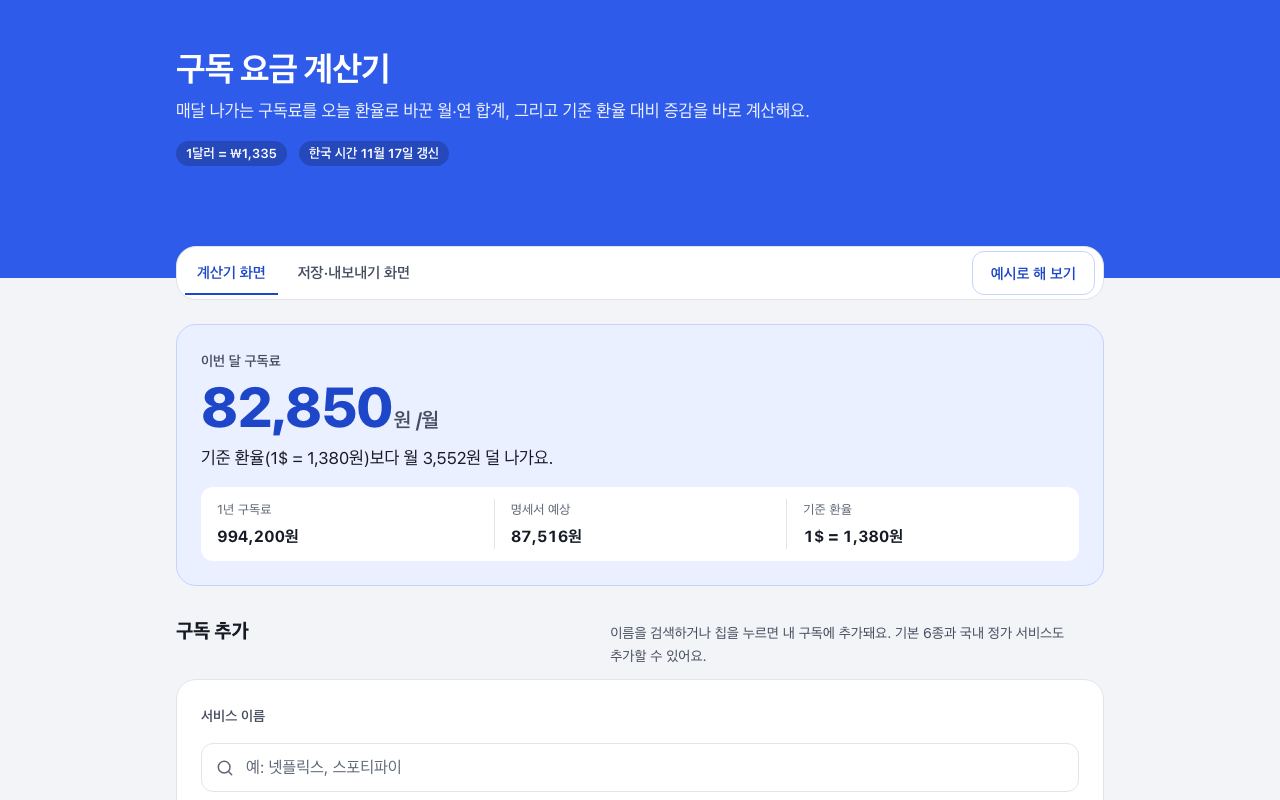 구독 요금 계산기
매달 나가는 구독료를 오늘 환율로 바꾼 월·연 합계, 그리고 기준 환율 대비 증감을 바로 계산해요.
1달러 = ₩1,335
한국 시간 11월 17일 갱신
계산기 화면
저장·내보내기 화면
예시로 해 보기
이번 달 구독료
82,850원 /월
기준 환율(1$ = 1,380원)보다 월 3,552원 덜 나가요.
1년 구독료
994,200원
명세서 예상
87,516원
기준 환율
1$ = 1,380원
구독 추가
이름을 검색하거나 칩을 누르면 내 구독에 추가돼요. 기본 6종과 국내 정가 서비스도
추가할 수 있어요.
서비스 이름
예: 넷플릭스, 스포티파이